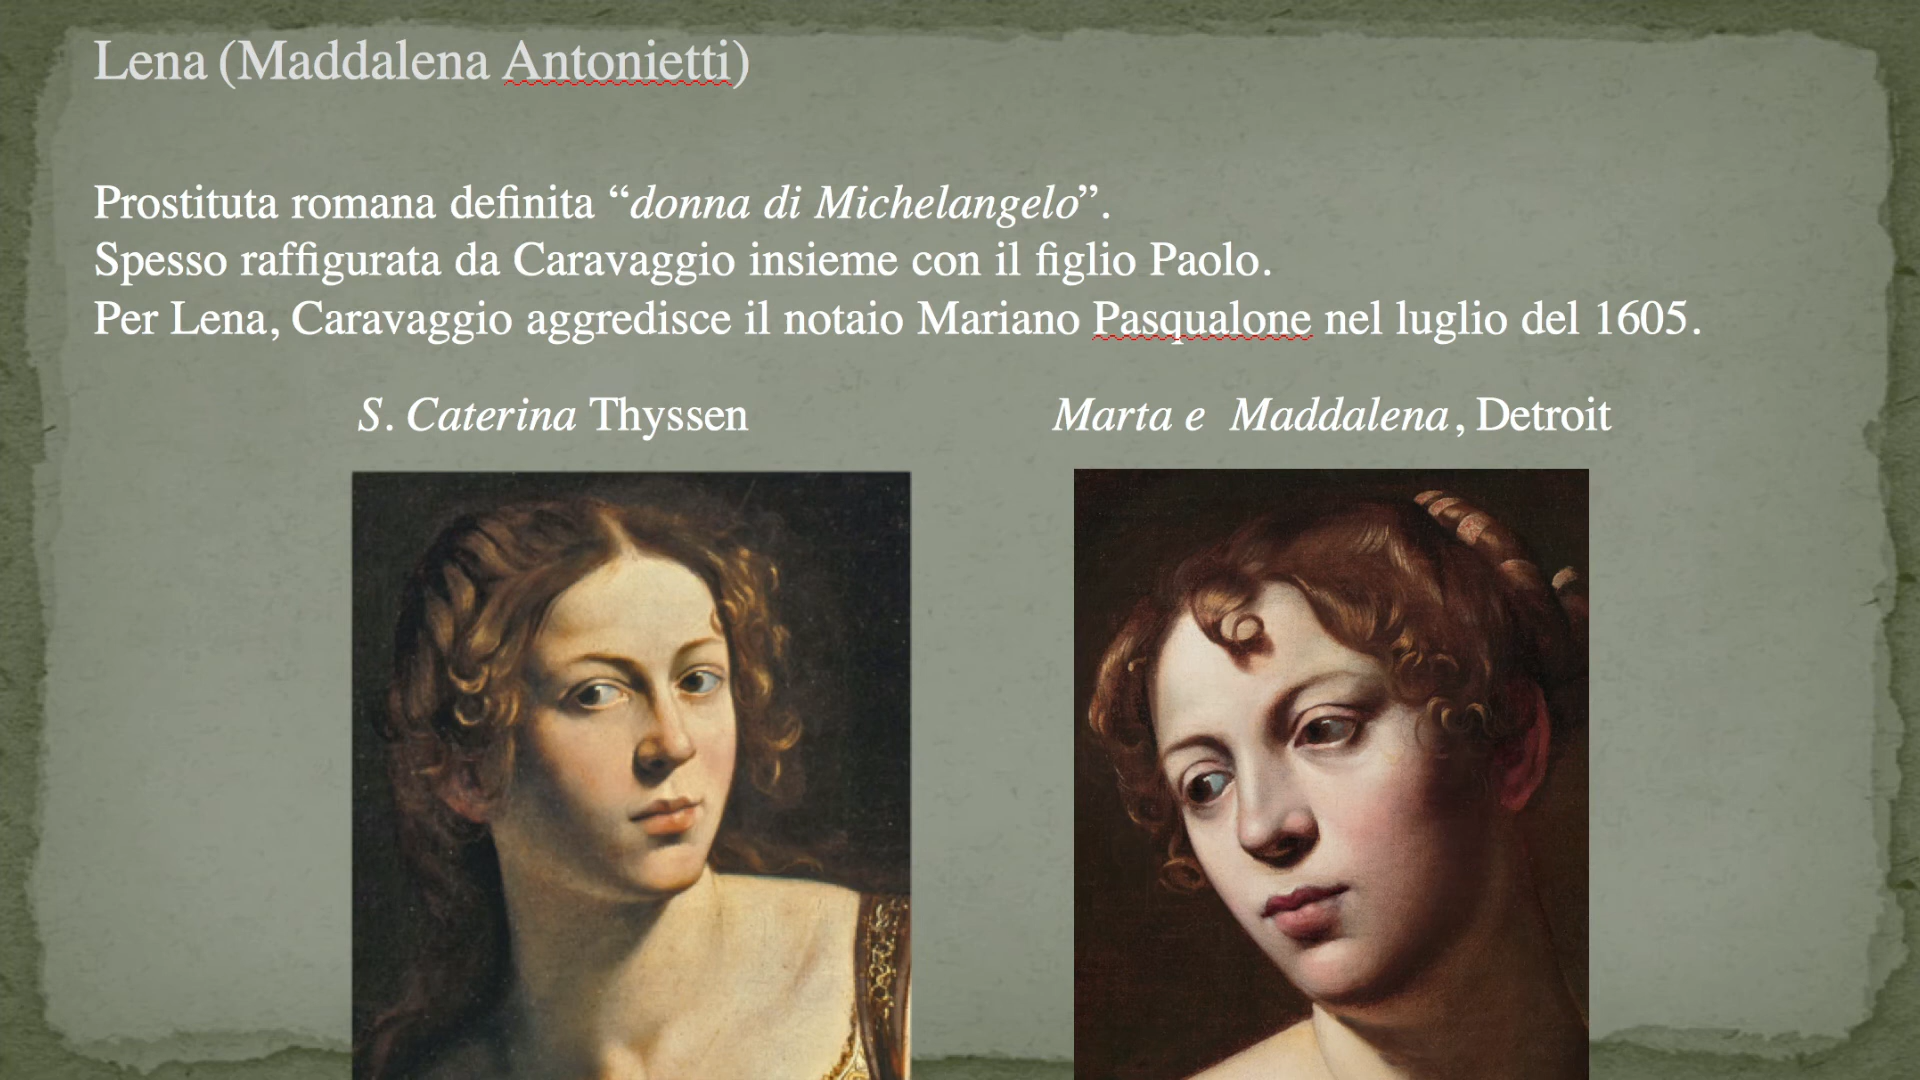 Lena (Maddalena Antonietti)
Prostituta romana definita “donna di Michelangelo”.
Spesso raffigurata da Caravaggio insieme con il figlio Paolo.
Per Lena, Caravaggio aggredisce il notaio Mariano Pasqualone nel luglio del 1605.
S. Caterina Thyssen
Marta e Maddalena, Detroit